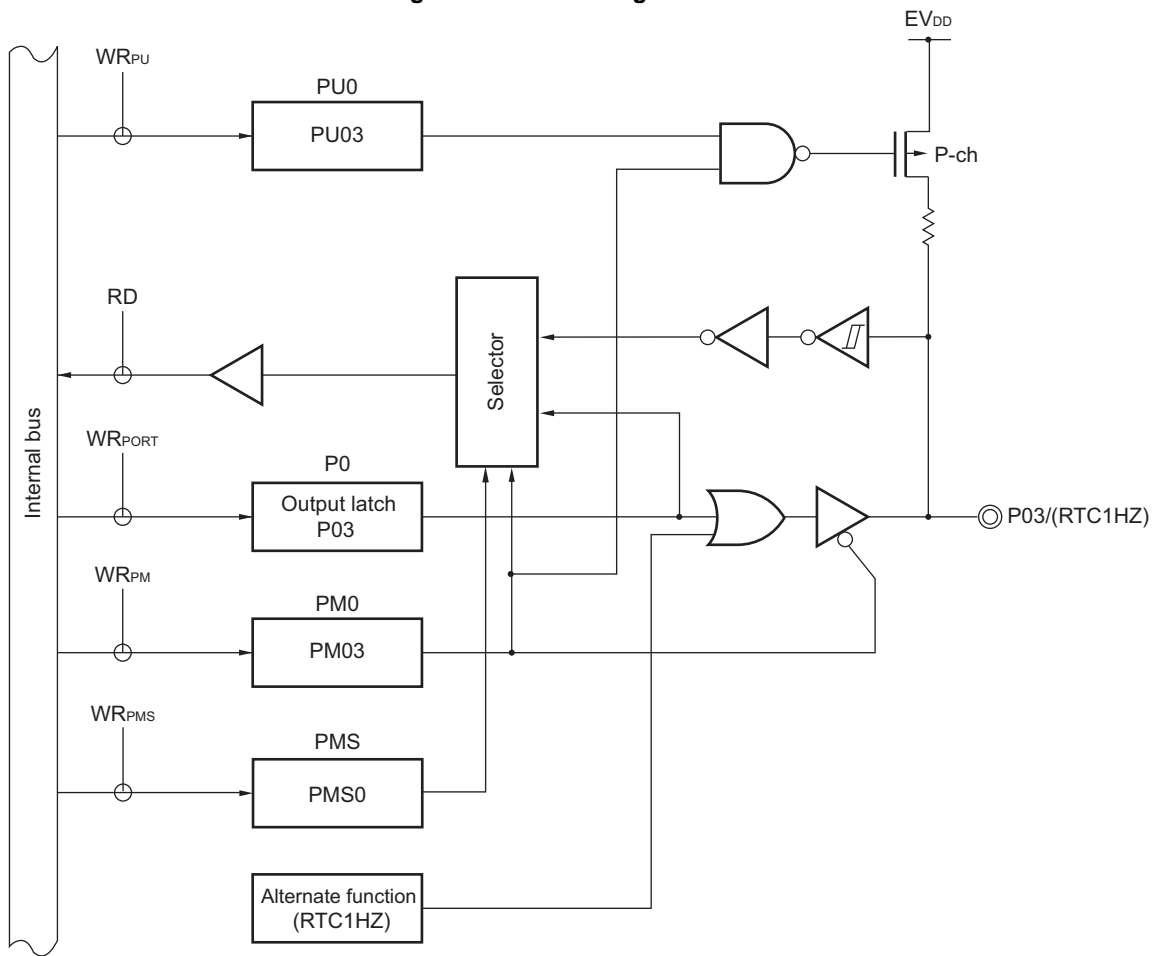 EVDD
WRPU
PU0
PU03
P-ch
RD
Selector
Internal bus
WRPORT
P0
Output latch
P03
P03/(RTC1HZ)
WRPM
PM0
PM03
WRPMS
PMS
PMS0
Alternate function
(RTC1HZ)